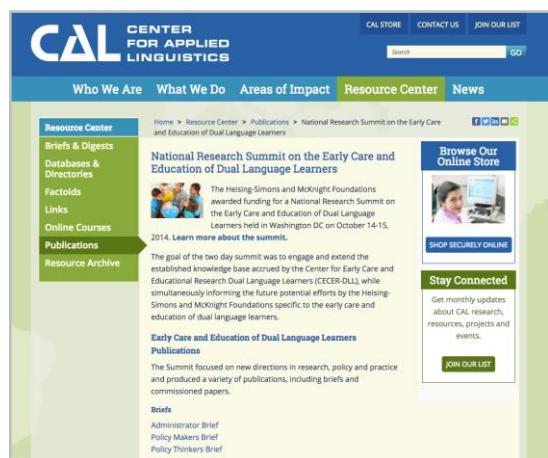 CAL CENTER
FOR APPLIED
LINGUISTICS
CAL STORE CONTACT US JOIN OUR LIST
Search GO
Who We Are What We Do Areas of Impact Resource Center News
Resource Center
Briefs & Digests
Databases &
Directories
Factoids
Links
Online Courses
Publications
Resource Archive
Home > Resource Center > Publications > National Research Summit on the Early Care
and Education of Dual Language Learners
National Research Summit on the Early Care and
Education of Dual Language Learners
The Heising-Simons and McKnight Foundations
awarded funding for a National Research Summit on
the Early Care and Education of Dual Language
Learners held in Washington DC on October 14-15,
2014. Learn more about the summit.
The goal of the two day summit was to engage and extend the
established knowledge base accrued by the Center for Early Care and
Educational Research Dual Language Learners (CECER-DLL), while
simultaneously informing the future potential efforts by the Heising-
Simons and McKnight Foundations specific to the early care and
education of dual language learners.
Early Care and Education of Dual Language Learners
Publications
The Summit focused on new directions in research, policy and practice
and produced a variety of publications, including briefs and
commissioned papers.
Briefs
Administrator Brief
Policy Makers Brief
Policy Thinkers Brief
Browse Our
Online Store
SHOP SECURELY ONLINE
Stay Connected
Get monthly updates
about CAL research,
resources, projects and
events.
JOIN OUR LIST